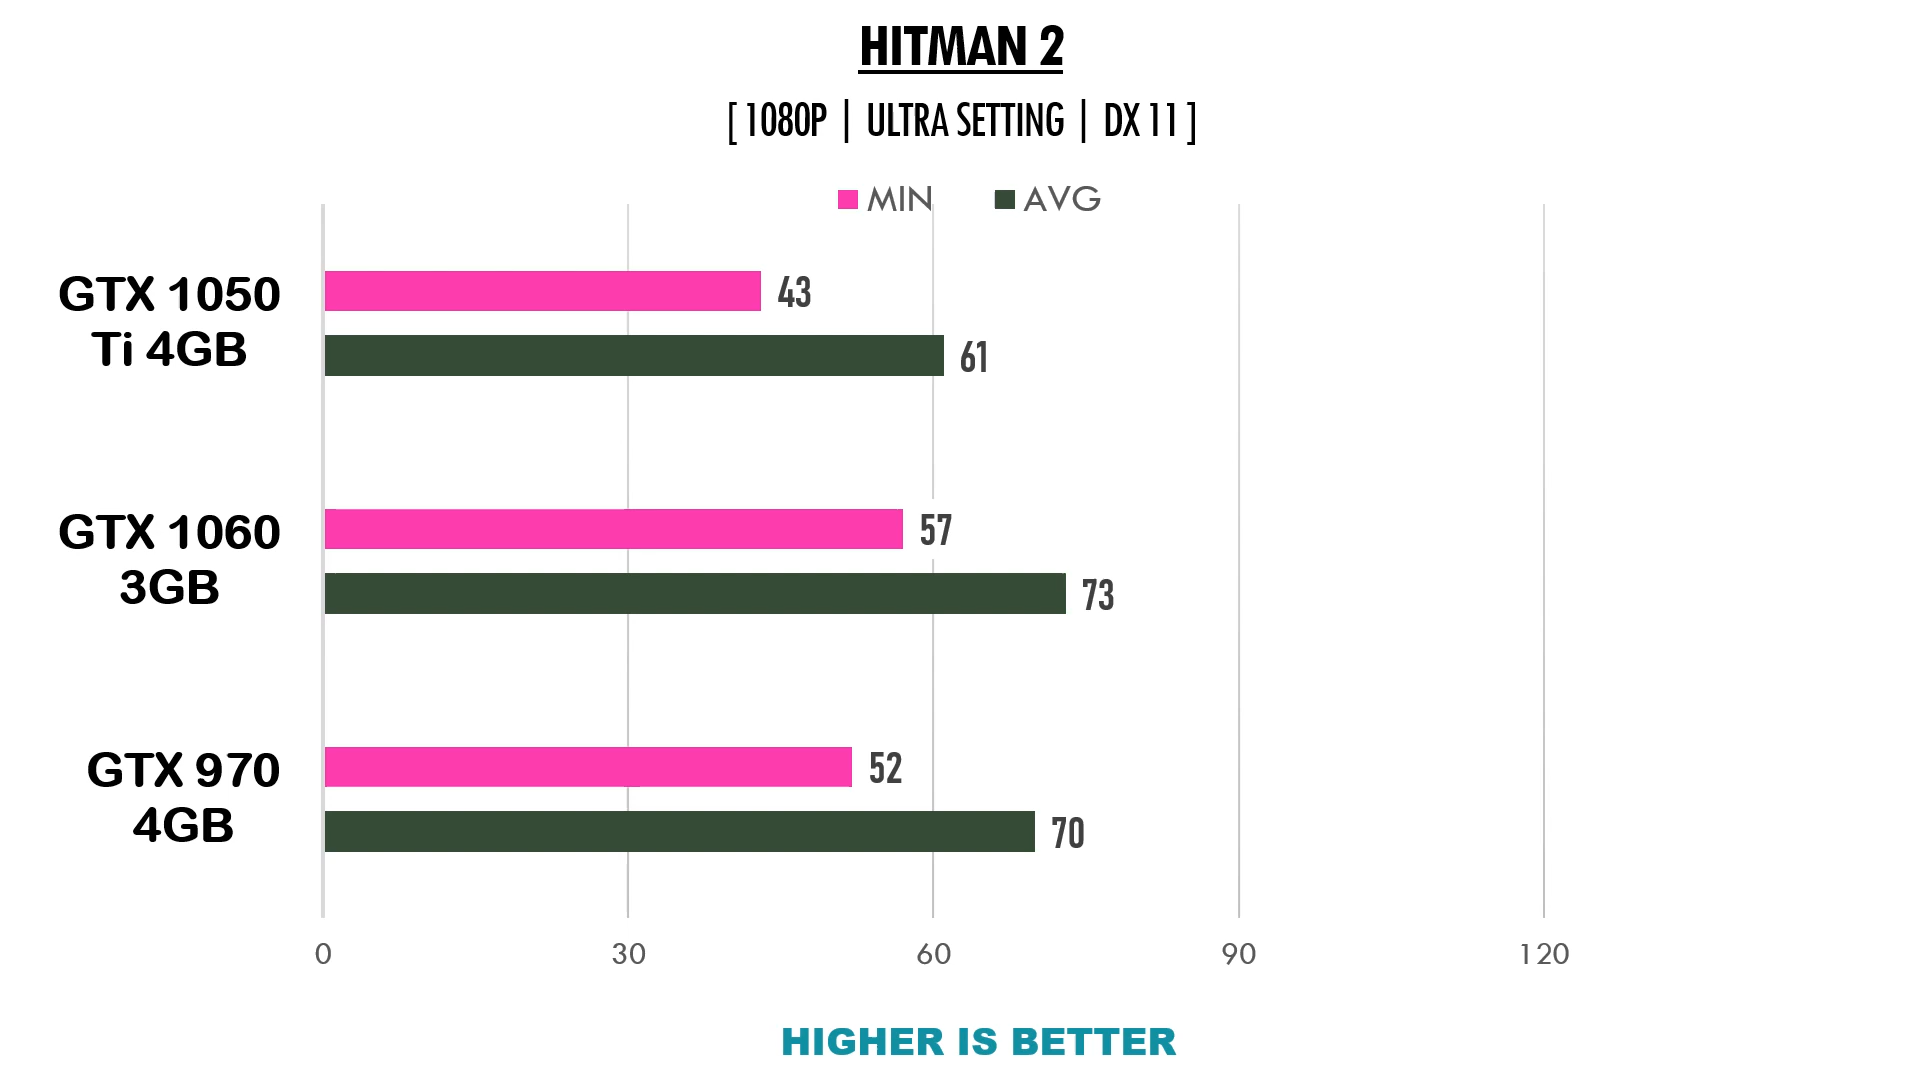 HITMAN 2
[ 1080P | ULTRA SETTING | DX 11 ]
MIN AVG
GTX 1050
Ti 4GB
43
61
GTX 1060
3GB
57
73
GTX 970
4GB
52
70
0 30 60 90 120
HIGHER IS BETTER